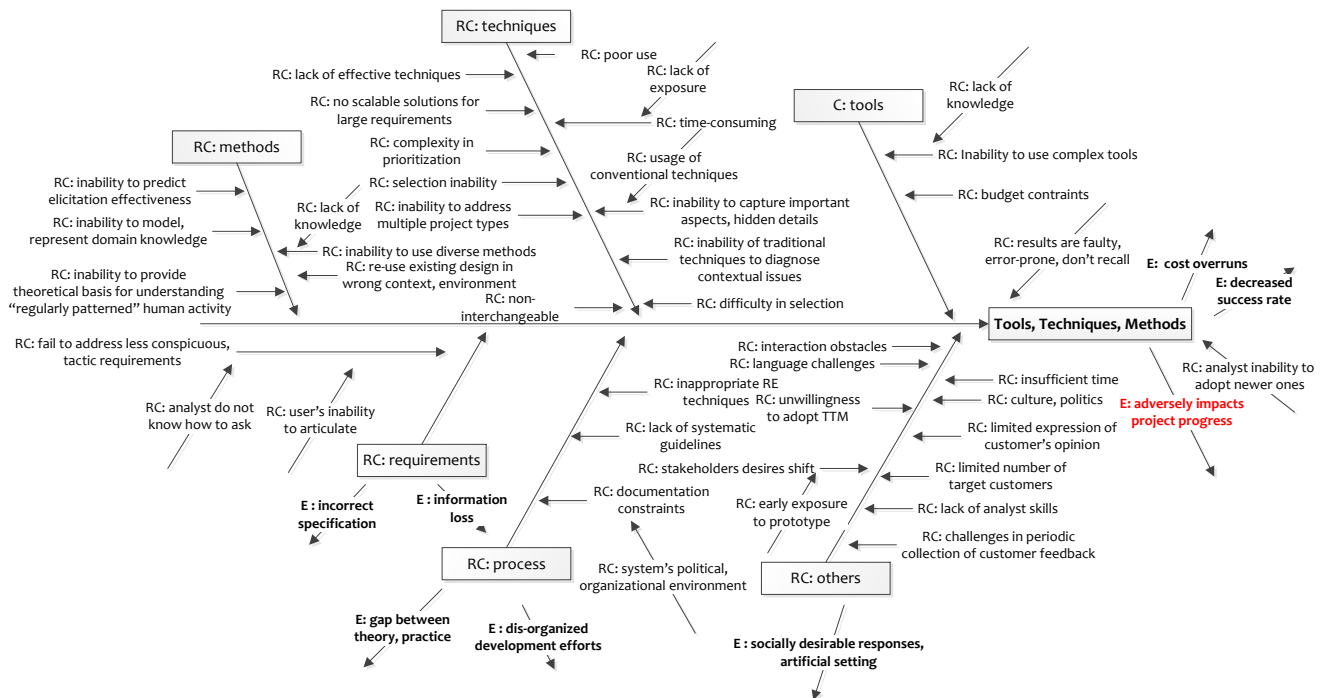 RC: techniques
RC: poor use
RC: lack of effective techniques
RC: lack of
exposure
RC: no scalable solutions for
large requirements
RC: time-consuming
RC: complexity in
prioritization
RC: usage of
conventional techniques
RC: selection inability
RC: inability to address
multiple project types
RC: inability to capture important
aspects, hidden details
RC: inability of traditional
techniques to diagnose
contextual issues
RC: non-
interchangeable
RC: difficulty in selection
C: tools
RC: lack of
knowledge
RC: Inability to use complex tools
RC: budget contraints
RC: methods
RC: inability to predict
elicitation effectiveness
RC: lack of
knowledge
RC: inability to model,
represent domain knowledge
RC: inability to use diverse methods
RC: re-use existing design in
wrong context, environment
RC: inability to provide
theoretical basis for understanding
“regularly patterned” human activity
RC: results are faulty,
error-prone, don’t recall
E: cost overruns
E: decreased
success rate
Tools, Techniques, Methods
RC: analyst inability to
adopt newer ones
E: adversely impacts
project progress
RC: fail to address less conspicuous,
tactic requirements
RC: analyst do not
know how to ask
RC: user’s inability
to articulate
RC: requirements
E : incorrect
specification
E : information
loss
RC: inappropriate RE
techniques
RC: lack of systematic
guidelines
RC: documentation
constraints
RC: system’s political,
organizational environment
RC: process
E: gap between
theory, practice
E : dis-organized
development efforts
RC: interaction obstacles
RC: language challenges
RC: insufficient time
RC: unwillingness
to adopt TTM
RC: culture, politics
RC: limited expression of
customer’s opinion
RC: stakeholders desires shift
RC: limited number of
target customers
RC: early exposure
to prototype
RC: lack of analyst skills
RC: challenges in periodic
collection of customer feedback
RC: others
E : socially desirable responses,
artificial setting